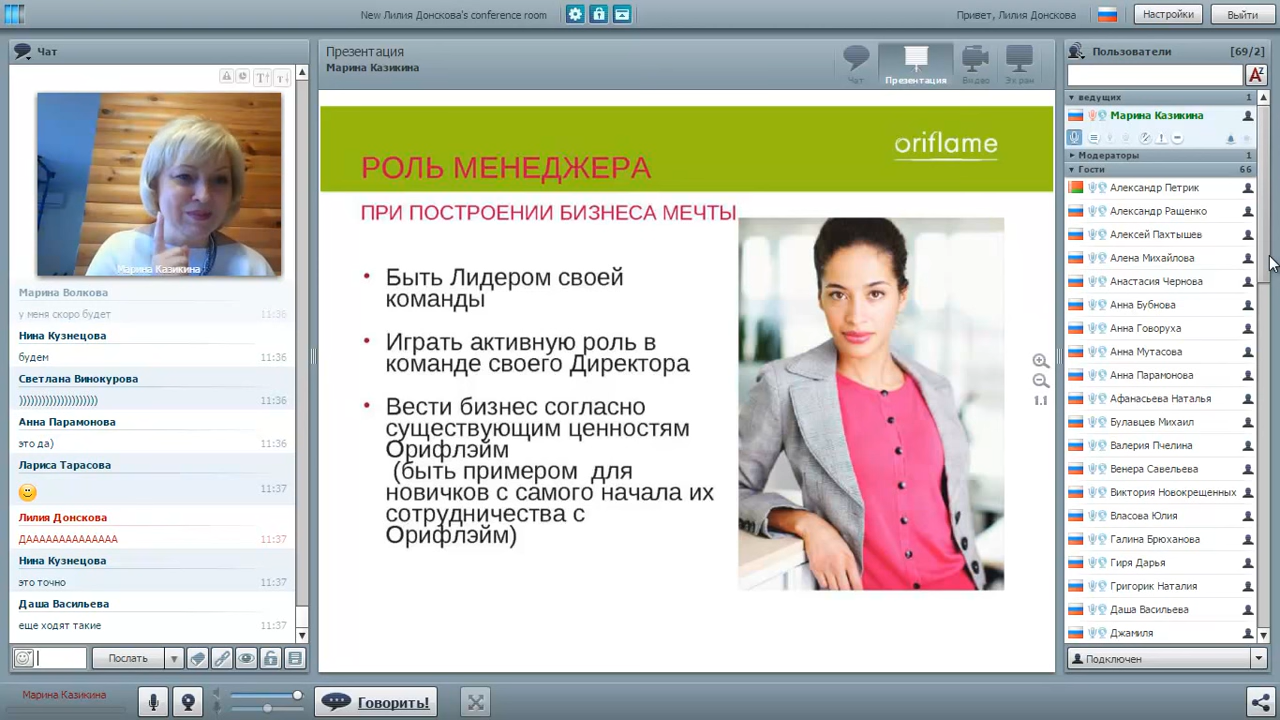 New Лилия Донскова's conference room
Привет, Лилия Донскова
Настройки
Выйти
Чат
Марина Казикина
Марина Волкова
у меня скоро будет
11:36
Нина Кузнецова
будем
11:36
Светлана Винокурова
))))))))))))))))))))))
11:36
Анна Парамонова
это да)
11:36
Лариса Тарасова
11:37
Лилия Донскова
ДАААААААААААААА
11:37
Нина Кузнецова
это точно
11:37
Даша Васильева
еще ходят такие
11:37
Послать
Презентация
Марина Казикина
Чат
Презентация
Видео
Экран
oriflame
РОЛЬ МЕНЕДЖЕРА
ПРИ ПОСТРОЕНИИ БИЗНЕСА МЕЧТЫ
• Быть Лидером своей
команды
• Играть активную роль в
команде своего Директора
• Вести бизнес согласно
существующим ценностям
Орифлэйм
(быть примером для
новичков с самого начала их
сотрудничества с
Орифлэйм)
1.1
Пользователи
[69/2]
ведущих 1
Марина Казикина
Модераторы 1
Гости 66
Александр Петрик
Александр Ращенко
Алексей Пахтышев
Алена Михайлова
Анастасия Чернова
Анна Бубнова
Анна Говоруха
Анна Мутасова
Анна Парамонова
Афанасьева Наталья
Булавцев Михаил
Валерия Пчелина
Венера Савельева
Виктория Новокрещенных
Власова Юлия
Галина Брюханова
Гиря Дарья
Григорик Наталия
Даша Васильева
Джамиля
Подключен
Марина Казикина
Говорить!